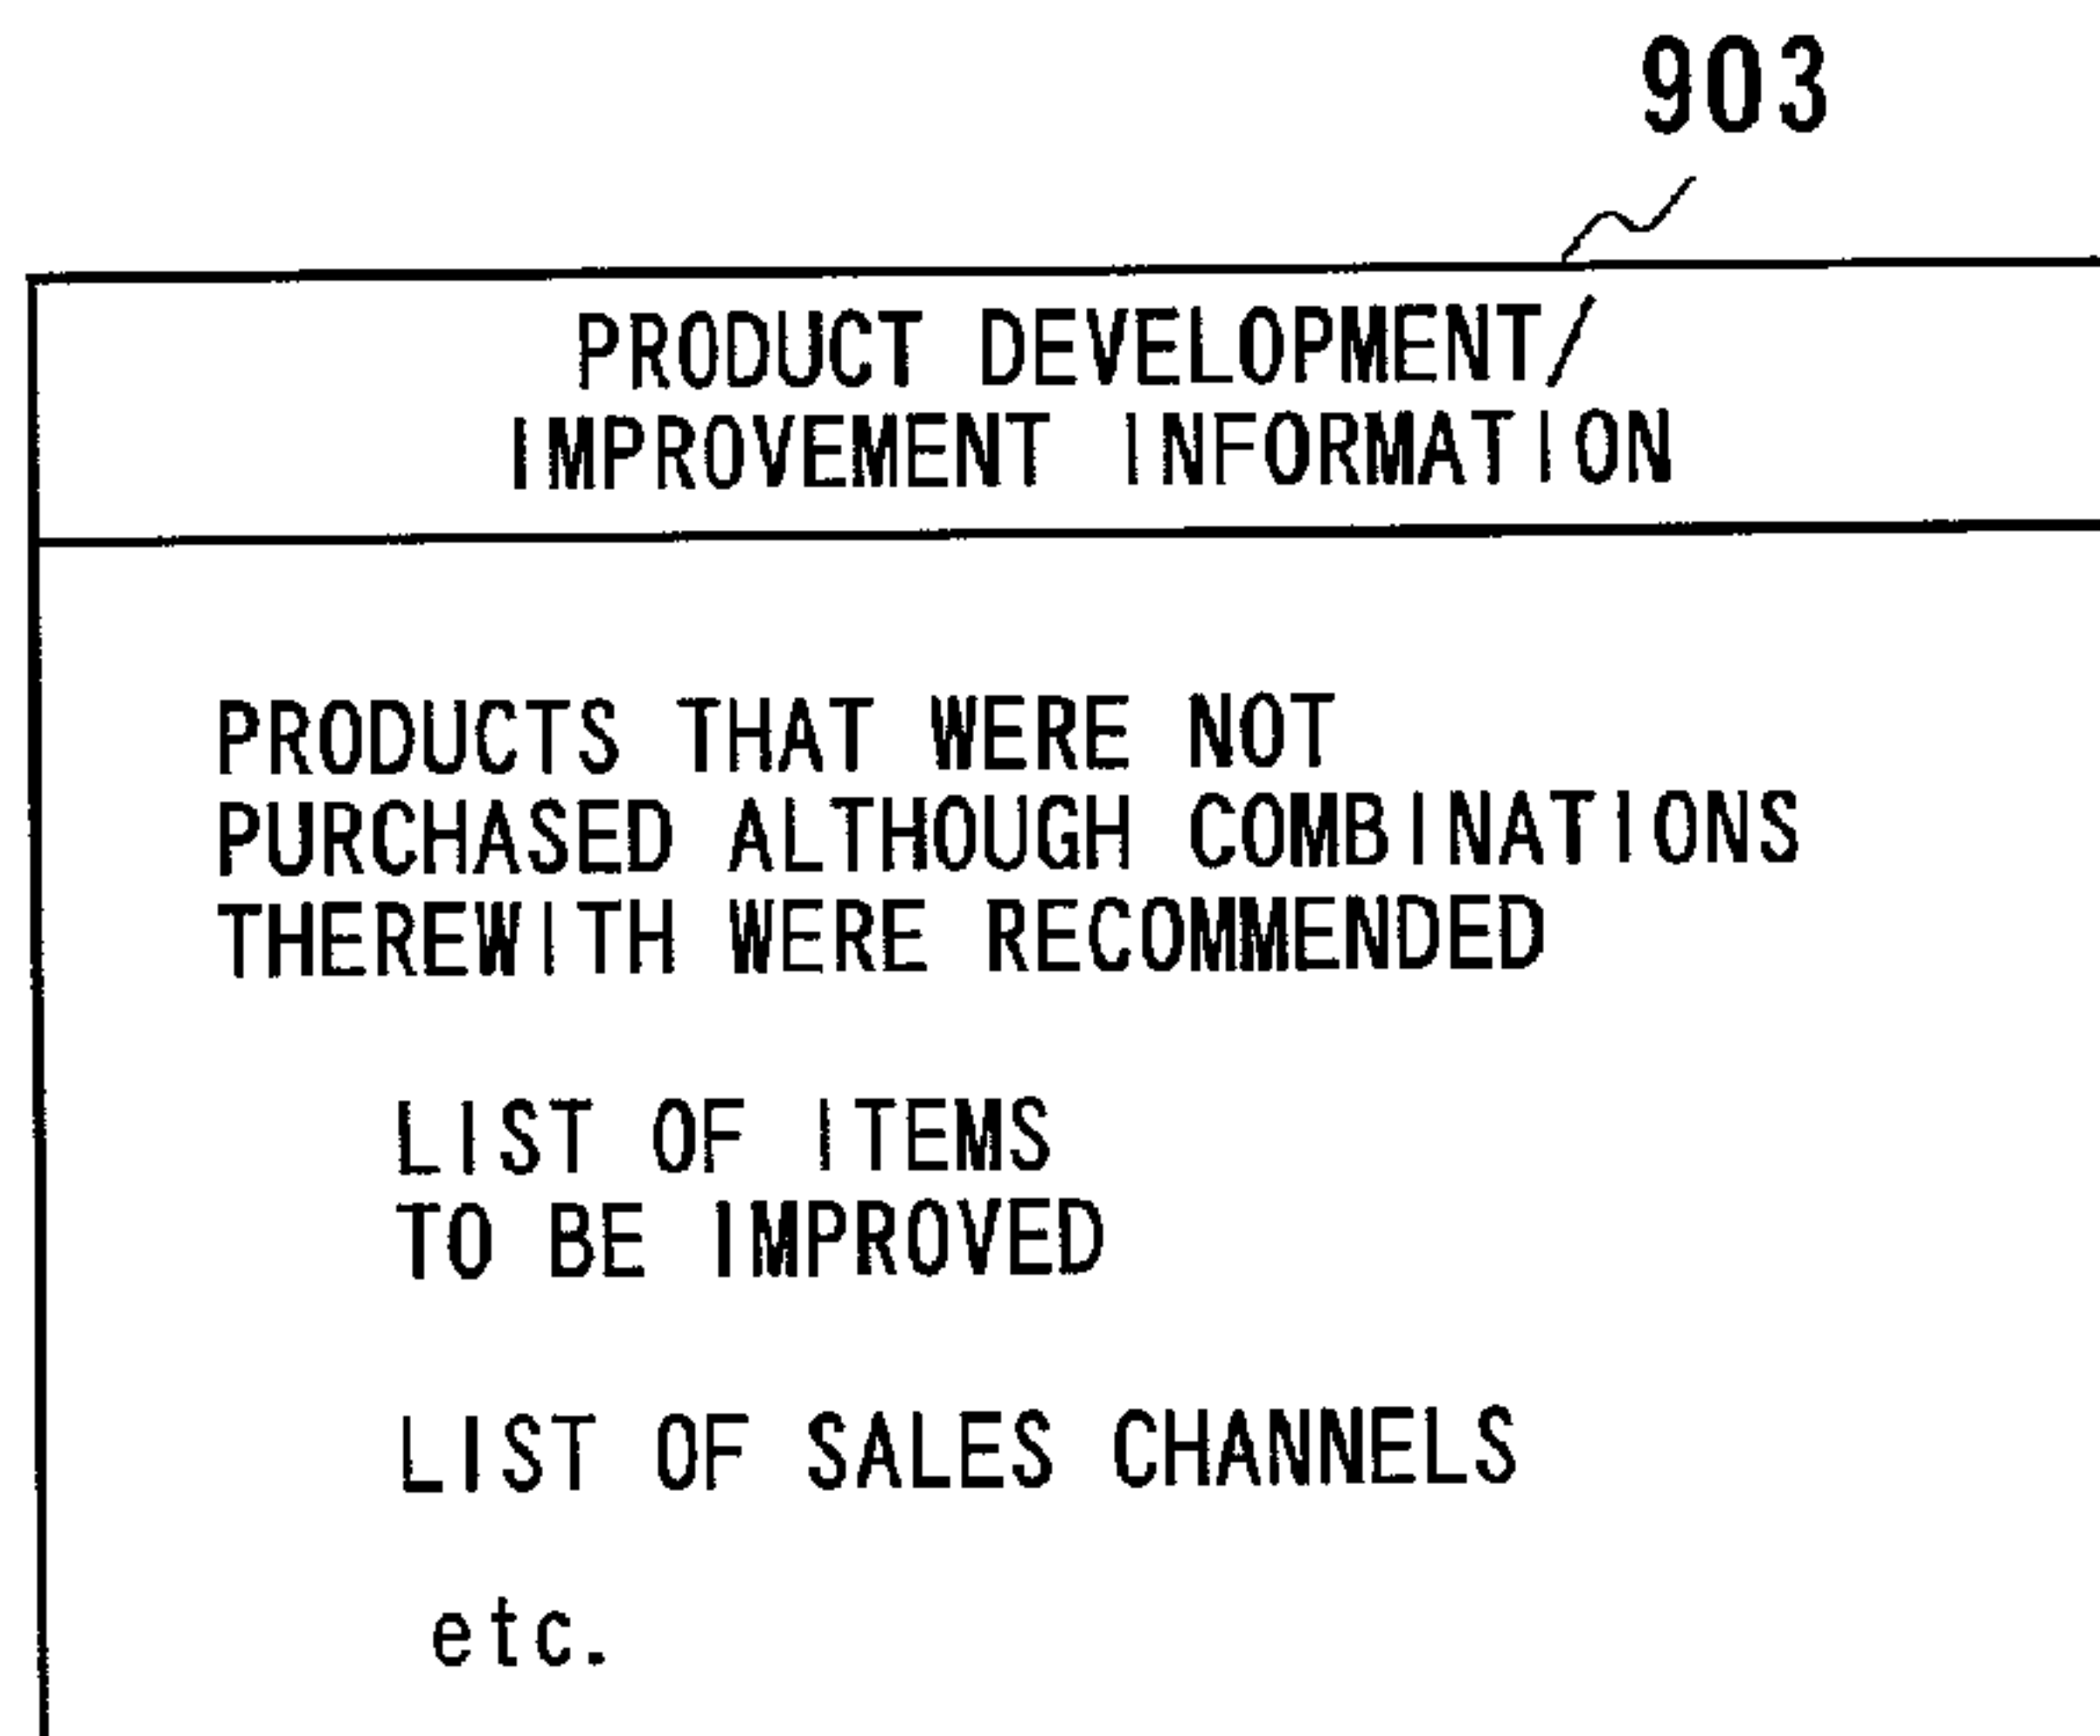 903
PRODUCT DEVELOPMENT/
IMPROVEMENT INFORMATION
PRODUCTS THAT WERE NOT
PURCHASED ALTHOUGH COMBINATIONS
THEREWITH WERE RECOMMENDED
LIST OF ITEMS
TO BE IMPROVED
LIST OF SALES CHANNELS
etc.